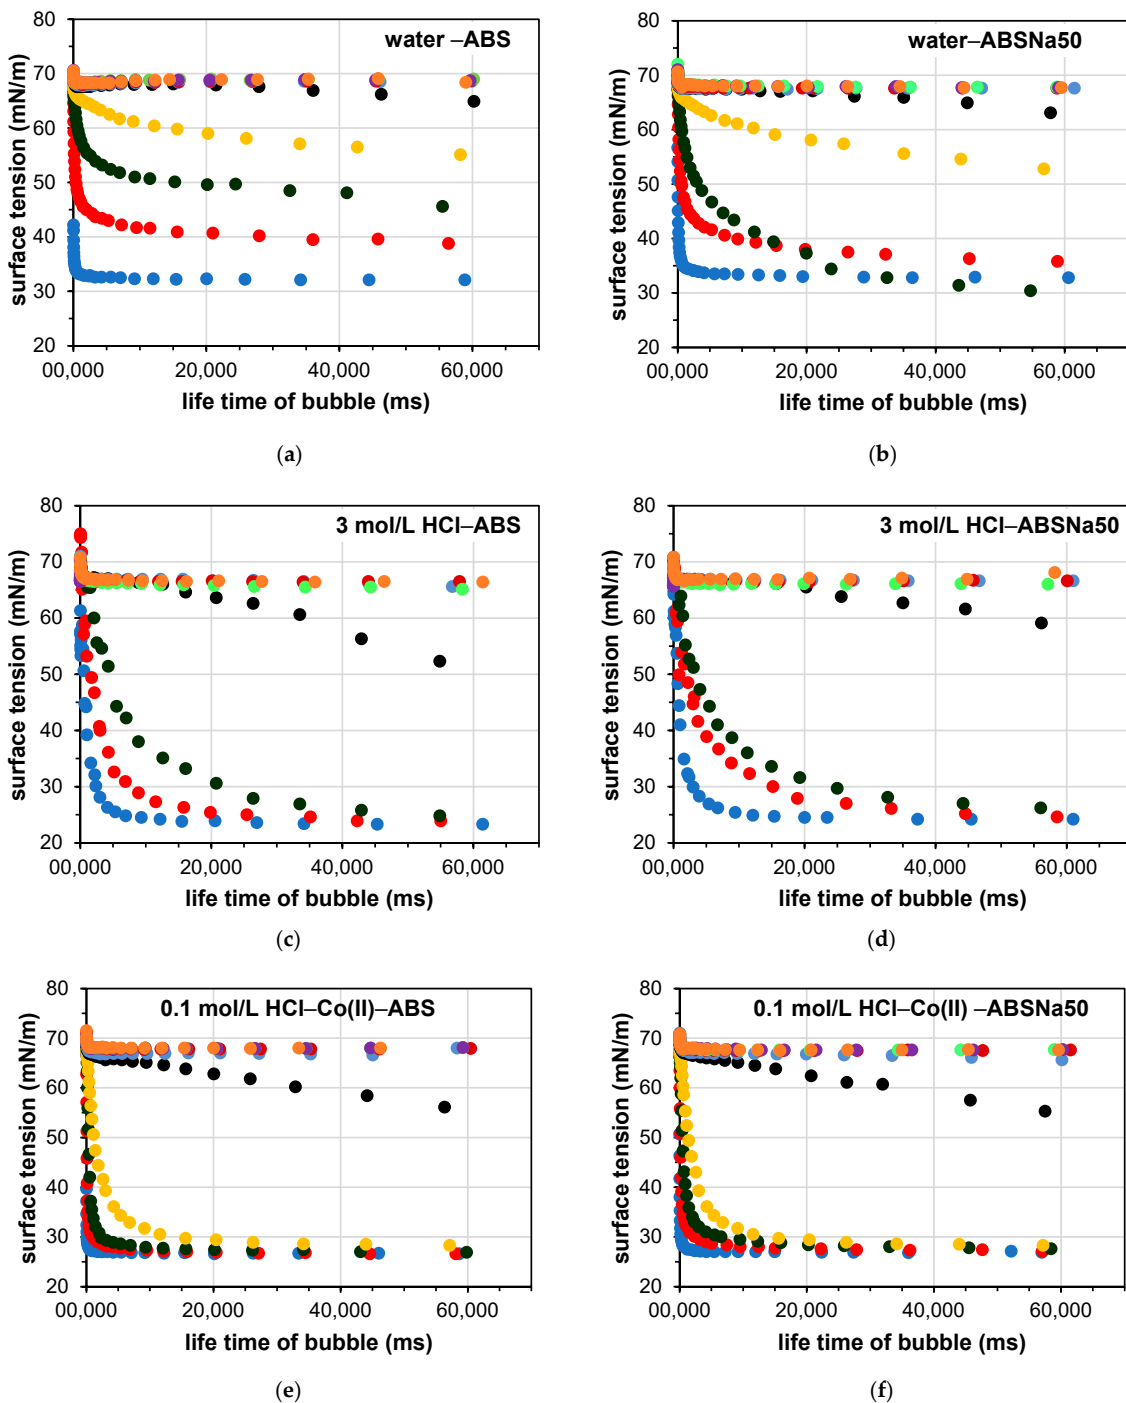 water –ABS
surface tension (mN/m)
80
70
60
50
40
30
20
00,000 20,000 40,000 60,000
life time of bubble (ms)
(a)
water–ABSNa50
surface tension (mN/m)
80
70
60
50
40
30
20
00,000 20,000 40,000 60,000
life time of bubble (ms)
(b)
3 mol/L HCl–ABS
surface tension (mN/m)
80
70
60
50
40
30
20
00,000 20,000 40,000 60,000
life time of bubble (ms)
(c)
3 mol/L HCl–ABSNa50
surface tension (mN/m)
80
70
60
50
40
30
20
00,000 20,000 40,000 60,000
life time of bubble (ms)
(d)
0.1 mol/L HCl–Co(II)–ABS
surface tension (mN/m)
80
70
60
50
40
30
20
00,000 20,000 40,000 60,000
life time of bubble (ms)
(e)
0.1 mol/L HCl–Co(II) –ABSNa50
surface tension (mN/m)
80
70
60
50
40
30
20
00,000 20,000 40,000 60,000
life time of bubble (ms)
(f)